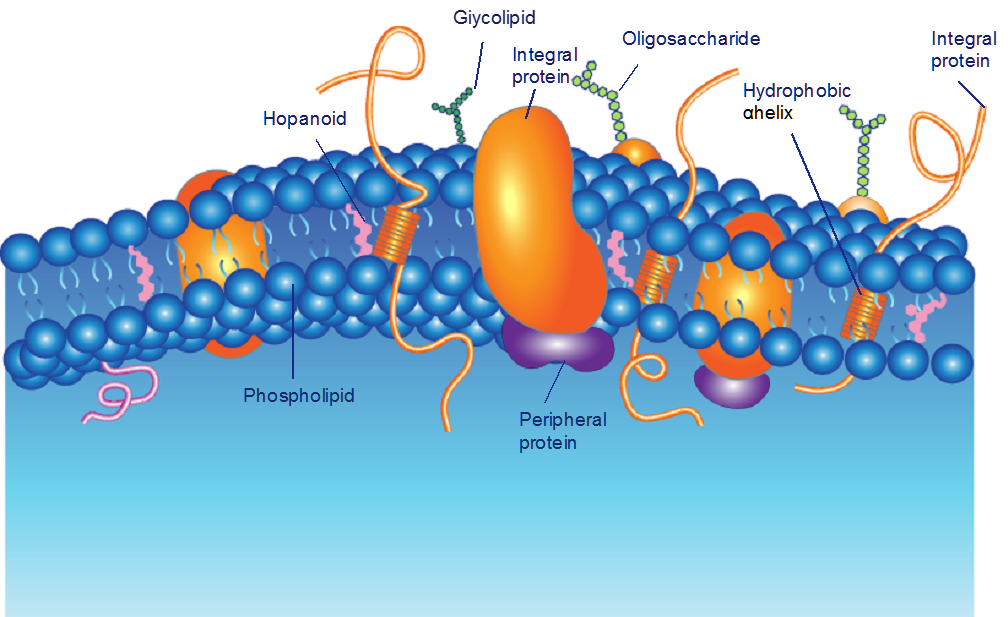 Giycolipid
Integral
protein
Oligosaccharide
Integral
protein
Hydrophobic
αhelix
Hopanoid
Phospholipid
Peripheral
protein